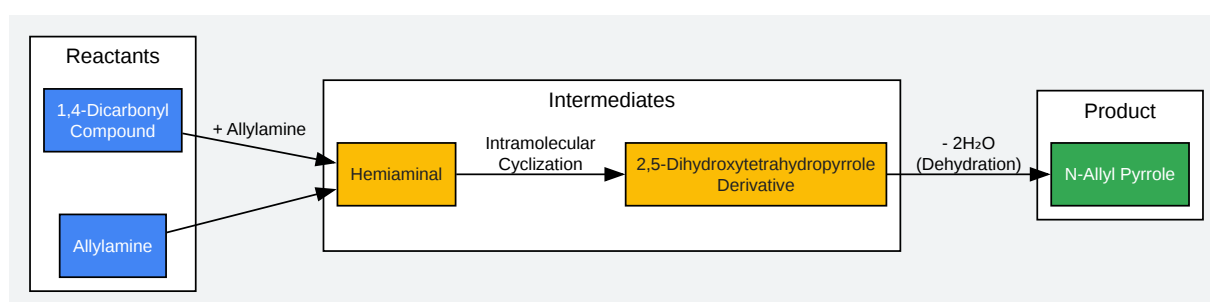 Reactants
1,4-Dicarbonyl
Compound
Allylamine
+ Allylamine
Intermediates
Hemiaminal
Intramolecular
Cyclization
2,5-Dihydroxytetrahydropyrrole
Derivative
- 2H₂O
(Dehydration)
Product
N-Allyl Pyrrole